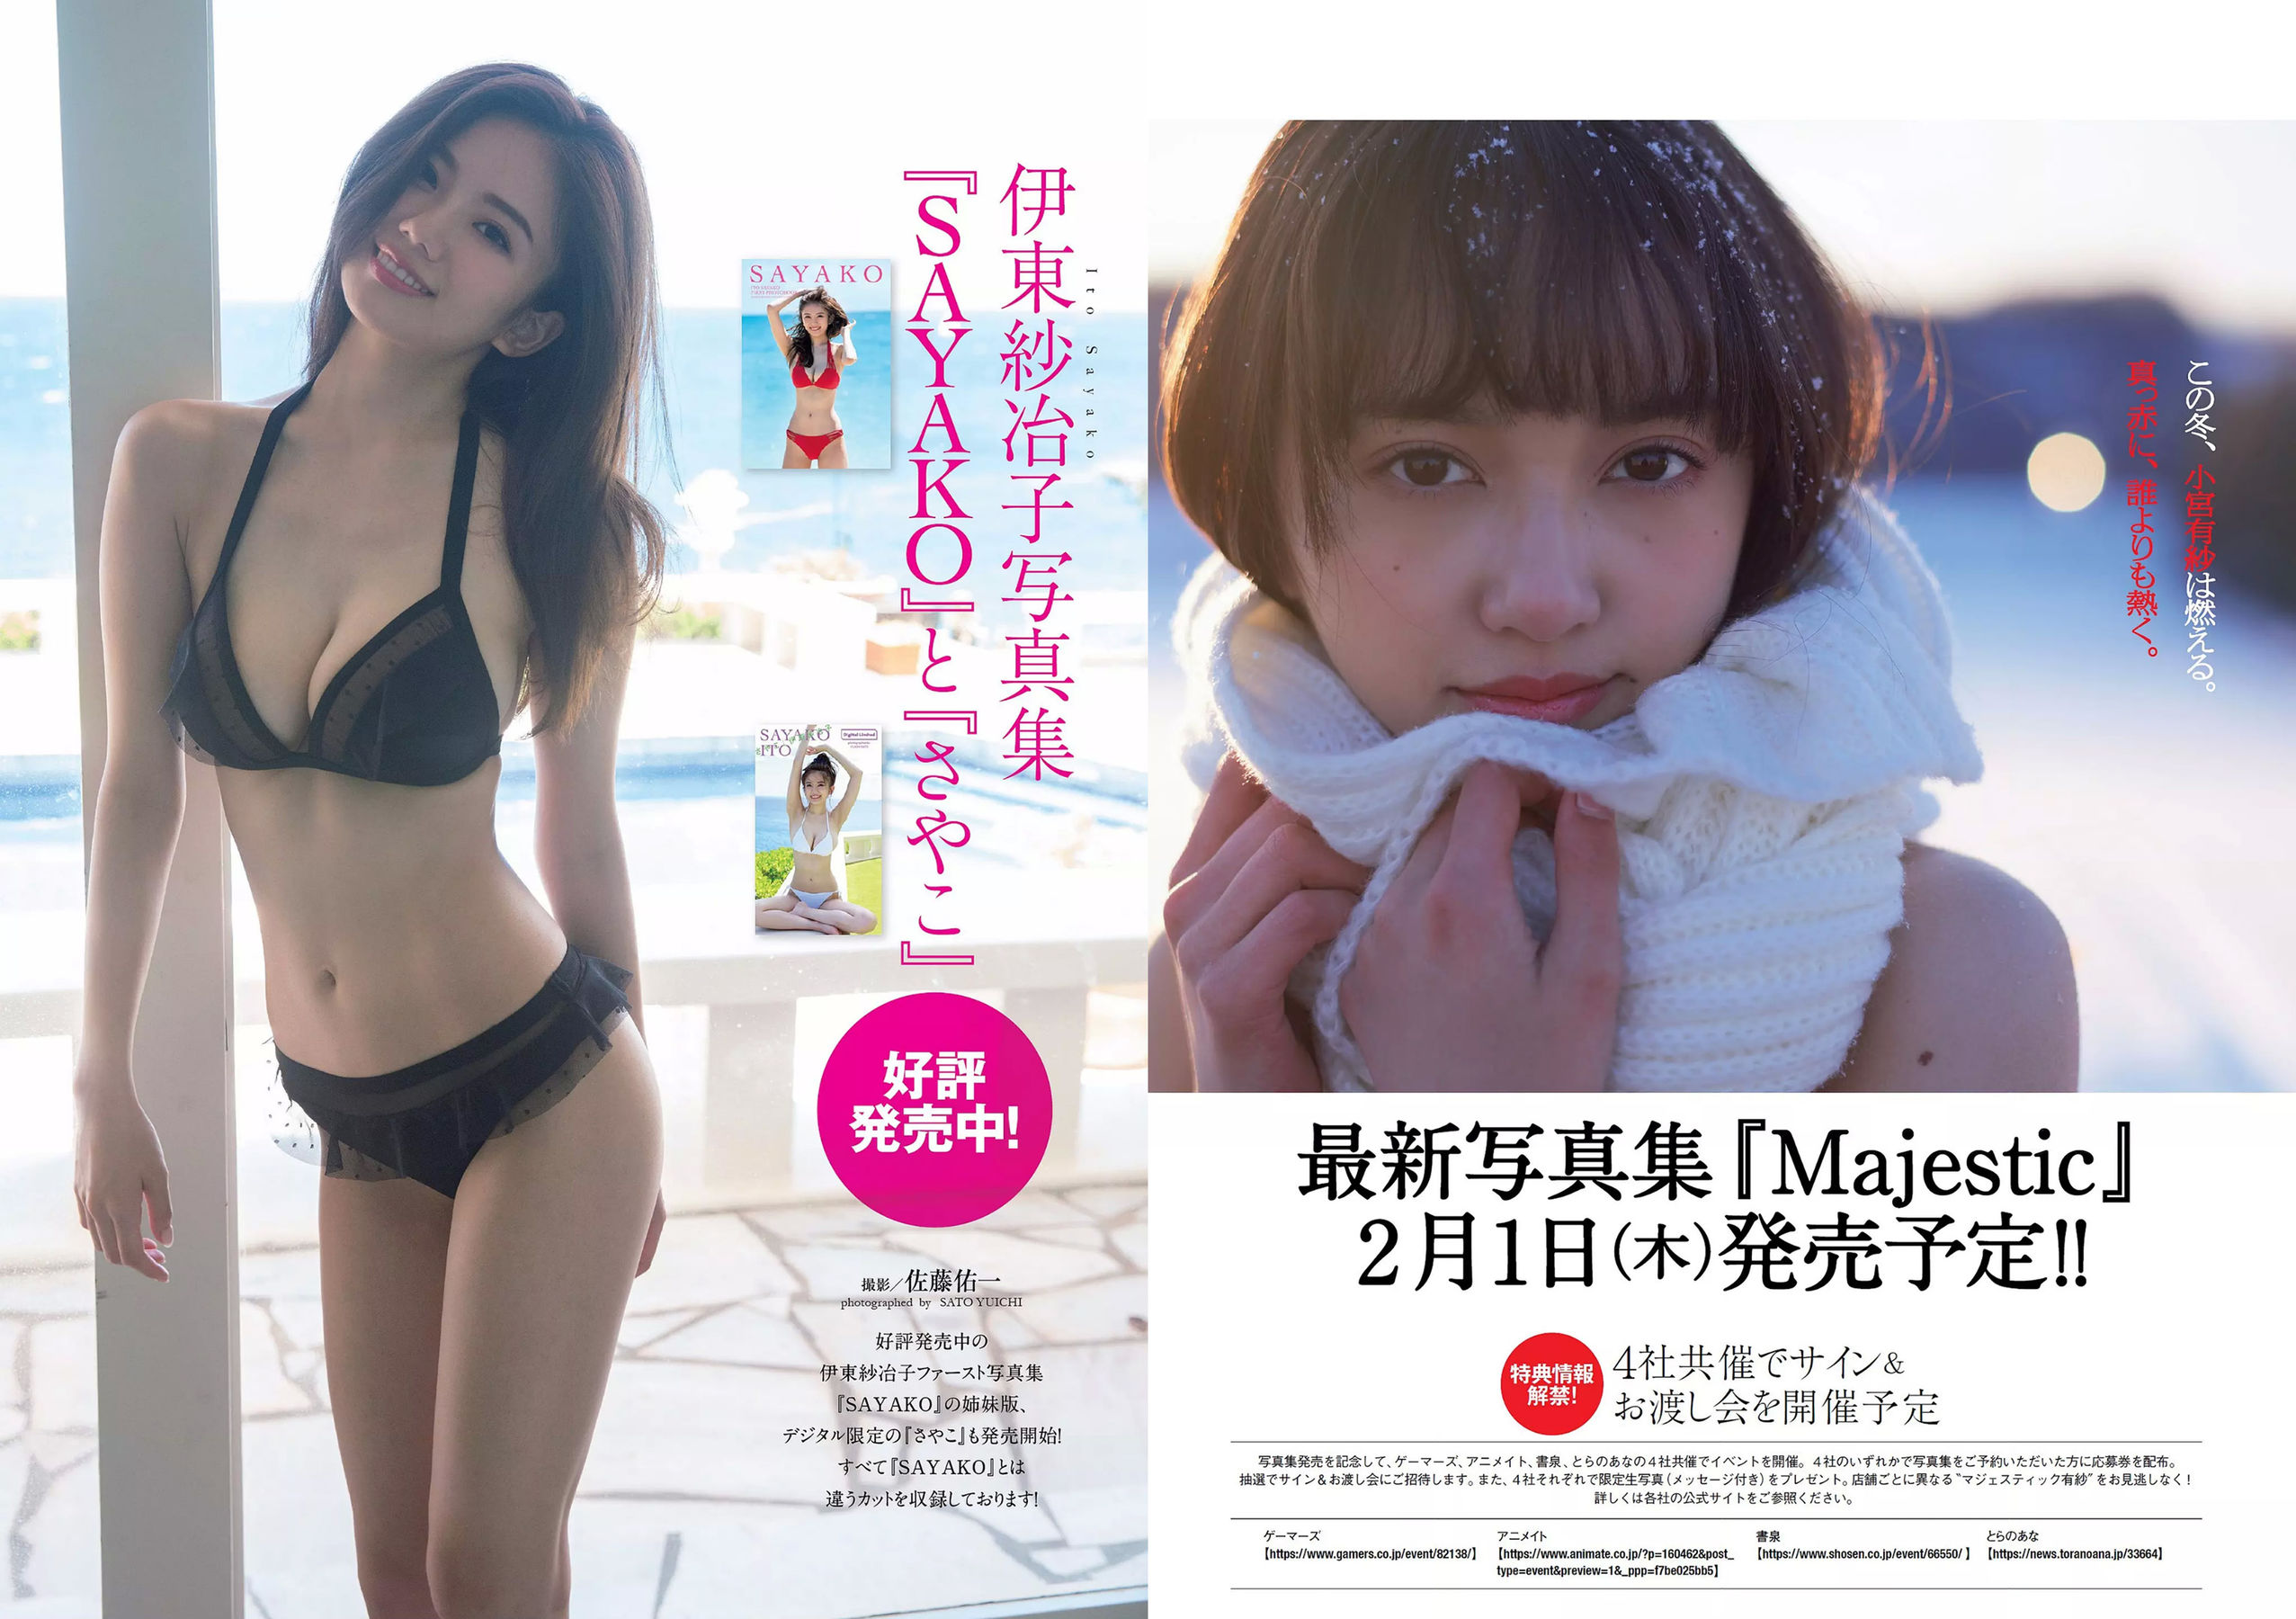 伊東紗冶子写真集
Ito Sayako
『SAYAKO』と『さやこ』
SAYAKO
SAYAKO
ITO
Digital Limited
好評
発売中!
撮影／佐藤佑一
photographed by SATO YUICHI
好評発売中の
伊東紗冶子ファースト写真集
『SAYAKO』の姉妹版、
デジタル限定の『さやこ』も発売開始!
すべて『SAYAKO』とは
違うカットを収録しております!
この冬、小宮有紗は燃える。
真っ赤に、誰よりも熱く。
最新写真集『Majestic』
2月1日(木)発売予定!!
特典情報
解禁!
4社共催でサイン&
お渡し会を開催予定
写真集発売を記念して、ゲーマーズ、アニメイト、書泉、とらのあなの4社共催でイベントを開催。4社のいずれかで写真集をご予約いただいた方に応募券を配布。
抽選でサイン&お渡し会にご招待します。また、4社それぞれで限定生写真(メッセージ付き)をプレゼント。店舗ごとに異なる“マジェスティック有紗”をお見逃しなく!
詳しくは各社の公式サイトをご参照ください。
ゲーマーズ
【https://www.gamers.co.jp/event/82138/】
アニメイト
【https://www.animate.co.jp/?p=160462&post_
type=event&preview=1&_ppp=f7be025bb5】
書泉
【https://www.shosen.co.jp/event/66550/ 】
とらのあな
【https://news.toranoana.jp/33664】